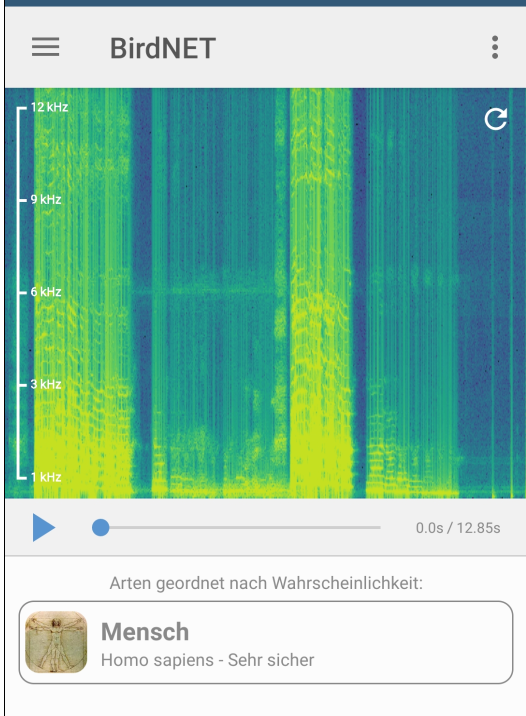 BirdNET
12 kHz
9 kHz
6 kHz
3 kHz
1 kHz
0.0s / 12.85s
Arten geordnet nach Wahrscheinlichkeit:
Mensch
Homo sapiens - Sehr sicher